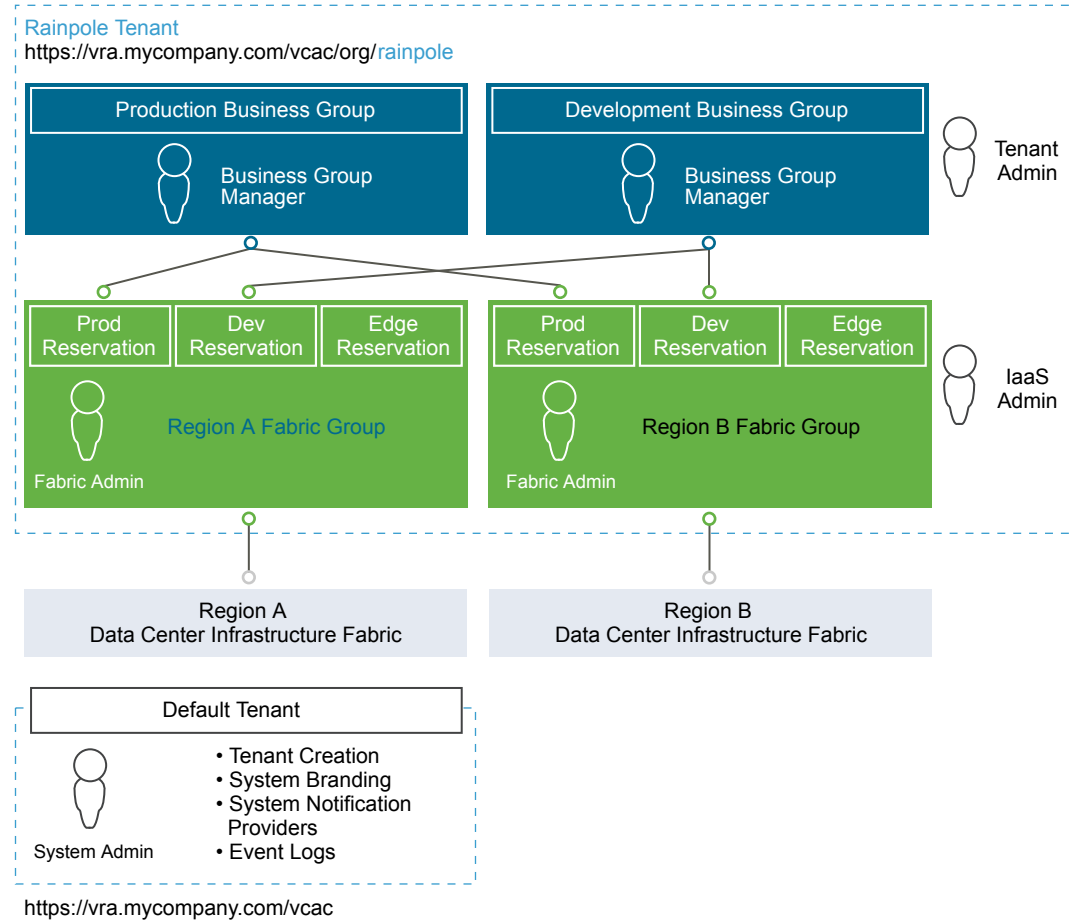 Rainpole Tenant
https://vra.mycompany.com/vcac/org/rainpole
Production Business Group
Business Group
Manager
Development Business Group
Business Group
Manager
Tenant
Admin
Prod
Reservation
Dev
Reservation
Edge
Reservation
Region A Fabric Group
Fabric Admin
Prod
Reservation
Dev
Reservation
Edge
Reservation
Region B Fabric Group
Fabric Admin
IaaS
Admin
Region A
Data Center Infrastructure Fabric
Region B
Data Center Infrastructure Fabric
Default Tenant
System Admin
• Tenant Creation
• System Branding
• System Notification
Providers
• Event Logs
https://vra.mycompany.com/vcac